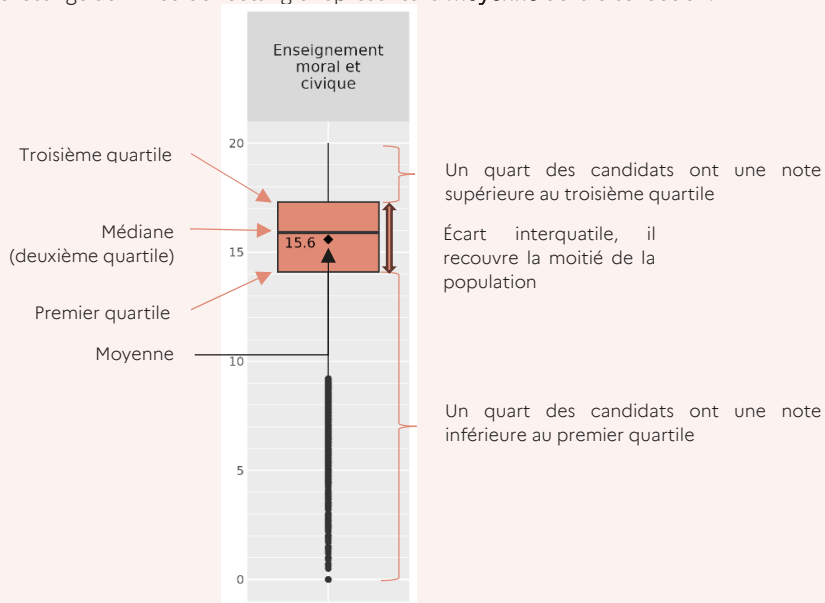 Enseignement
moral et
civique
20
Troisième quartile
Un quart des candidats ont une note
supérieure au troisième quartile
Médiane
(deuxième quartile)
15.6
15
Écart interquatile, il
recouvre la moitié de la
population
Premier quartile
Moyenne
10
Un quart des candidats ont une note
inférieure au premier quartile
5
0